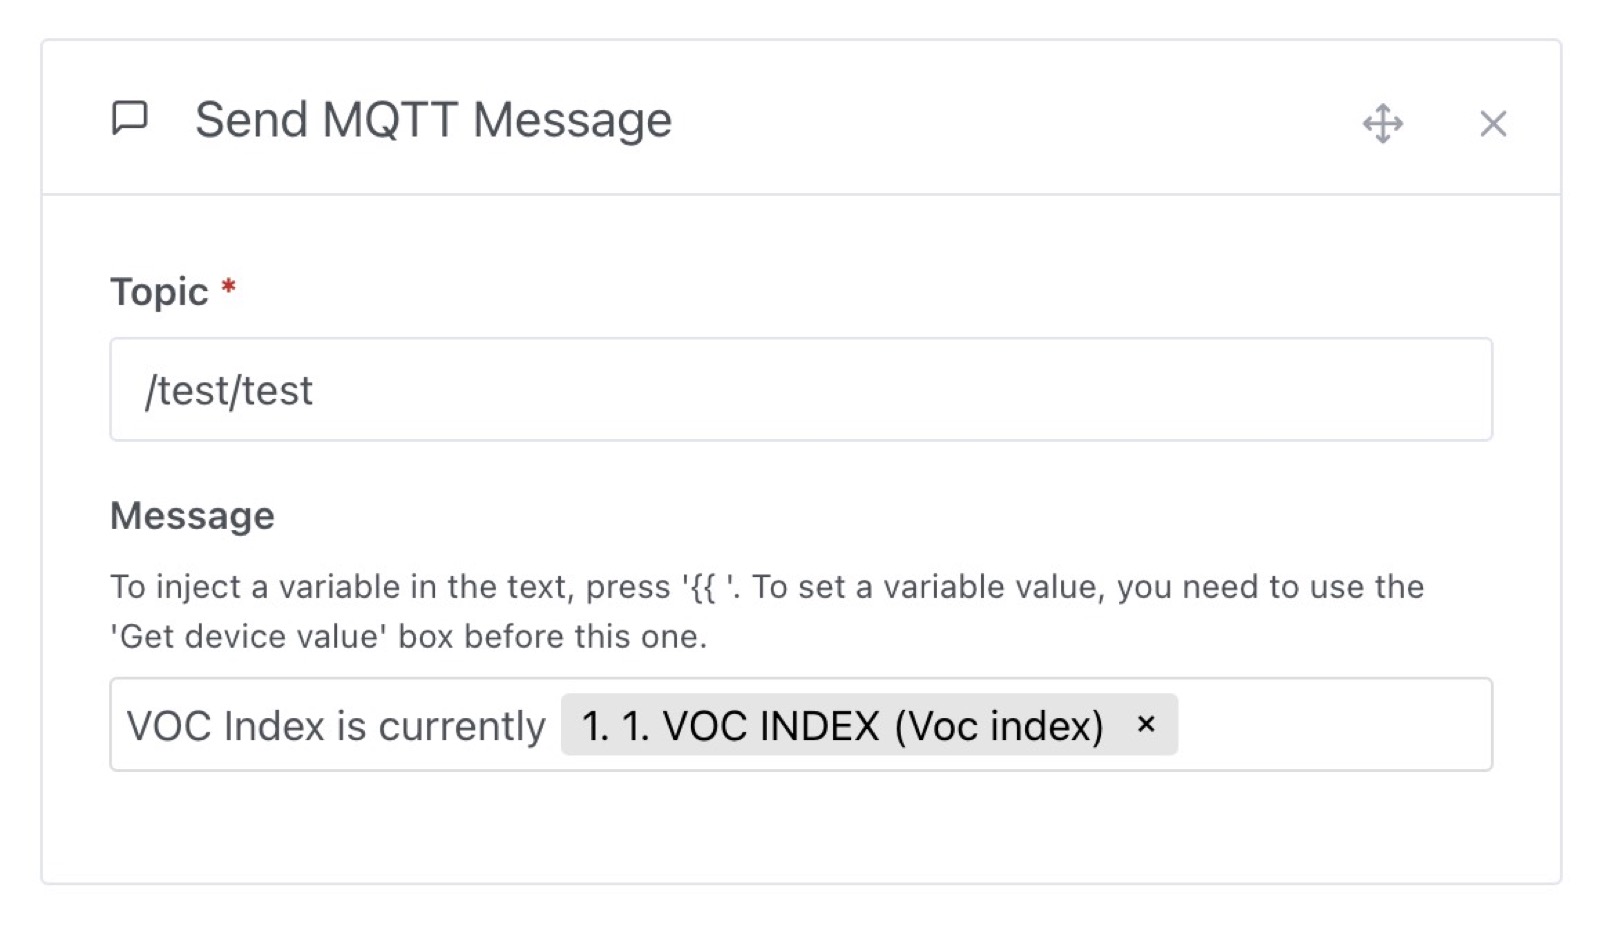 Send MQTT Message
Topic *
/test/test
Message
To inject a variable in the text, press '{{ '. To set a variable value, you need to use the
'Get device value' box before this one.
VOC Index is currently 1. 1. VOC INDEX (Voc index) ×